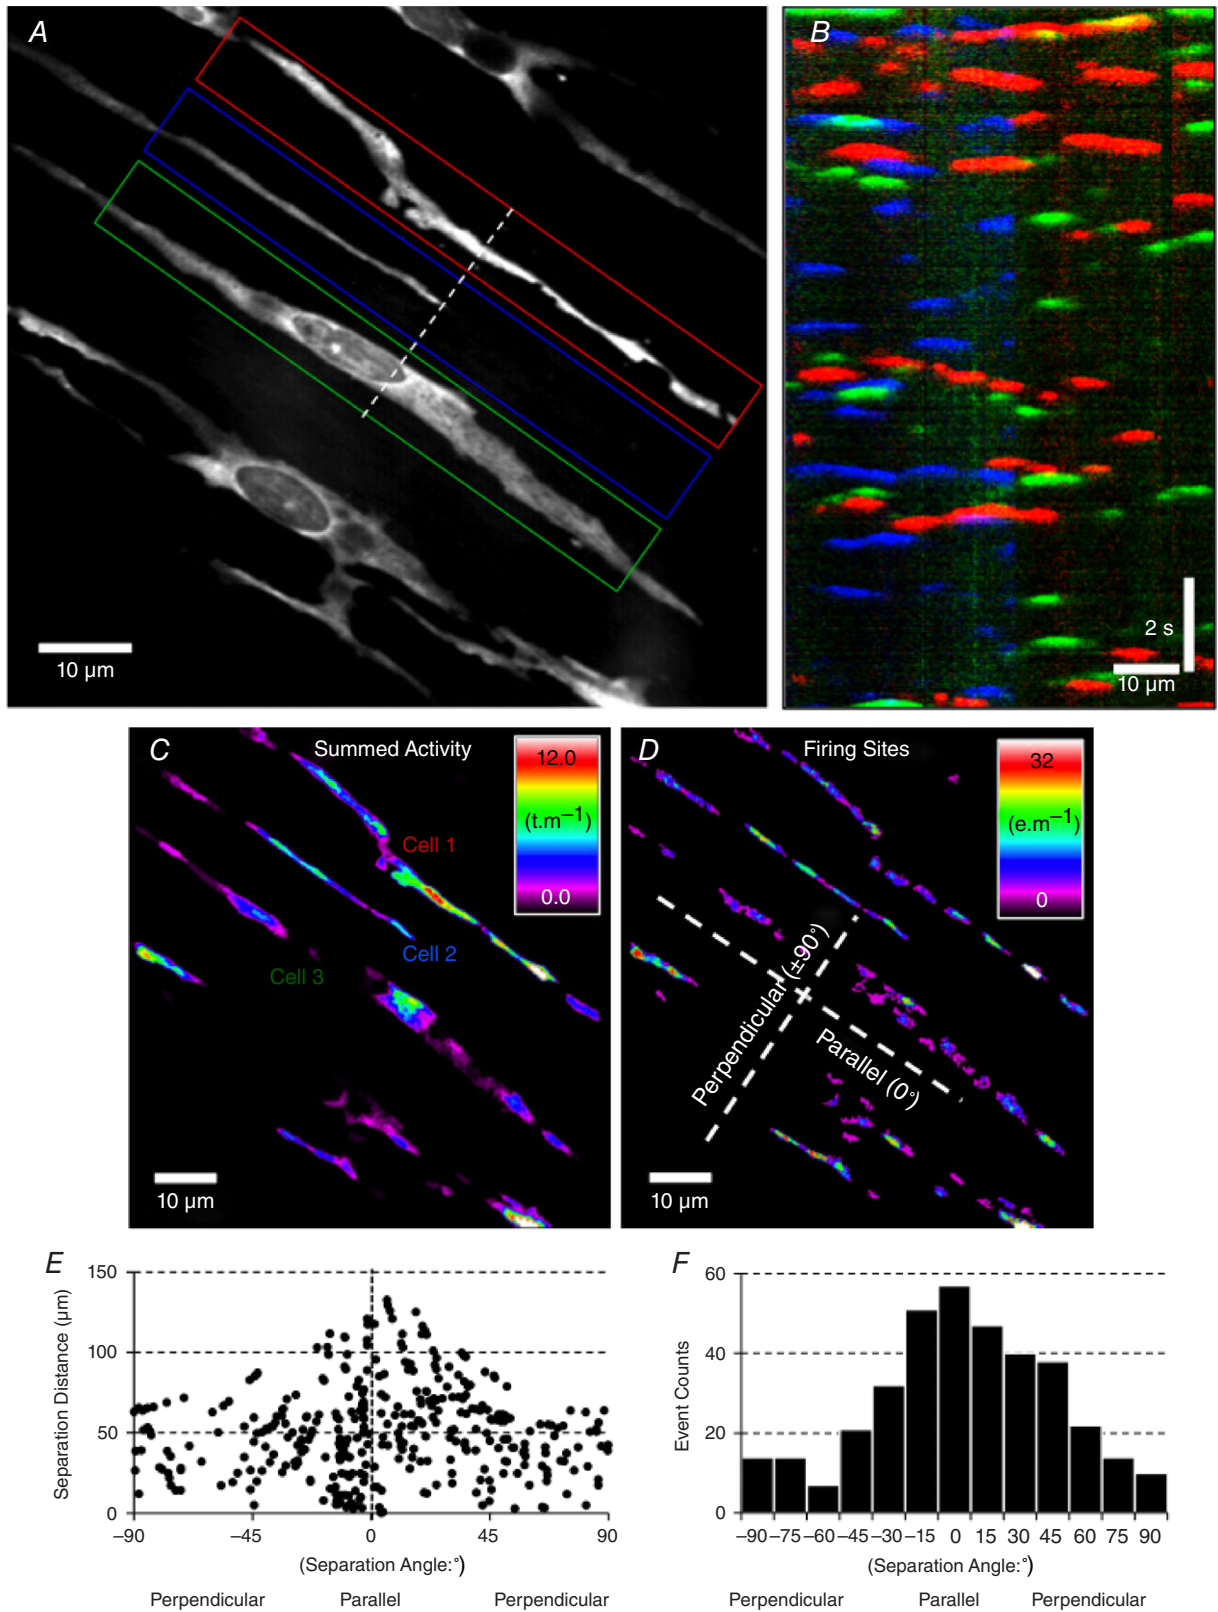 A
10 µm
B
2 s
10 µm
C
Summed Activity
12.0
(t.m⁻¹)
0.0
Cell 1
Cell 2
Cell 3
10 µm
D
Firing Sites
32
(e.m⁻¹)
0
Perpendicular (±90°)
Parallel (0°)
10 µm
E
Separation Distance (µm)
150
100
50
0
−90 −45 0 45 90
(Separation Angle:°)
Perpendicular Parallel Perpendicular
F
Event Counts
60
40
20
0
−90 −75 −60 −45 −30 −15 0 15 30 45 60 75 90
(Separation Angle:°)
Perpendicular Parallel Perpendicular